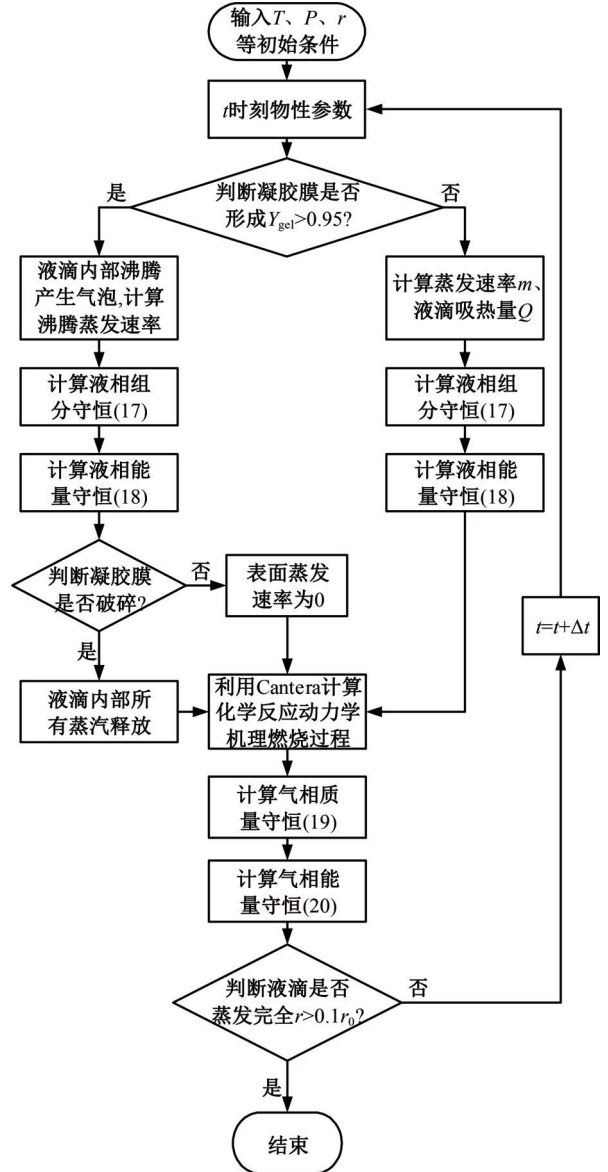 输入T、P、r
等初始条件
t时刻物性参数
判断凝胶膜是否
形成Ygel>0.95?
是
否
液滴内部沸腾
产生气泡,计算
沸腾蒸发速率
计算蒸发速率m、
液滴吸热量Q
计算液相组
分守恒(17)
计算液相组
分守恒(17)
计算液相能
量守恒(18)
计算液相能
量守恒(18)
判断凝胶膜
是否破碎?
否
表面蒸发
速率为0
t=t+Δt
是
液滴内部所
有蒸汽释放
利用Cantera计算
化学反应动力学
机理燃烧过程
计算气相质
量守恒(19)
计算气相能
量守恒(20)
判断液滴是否
蒸发完全r>0.1r0?
否
是
结束